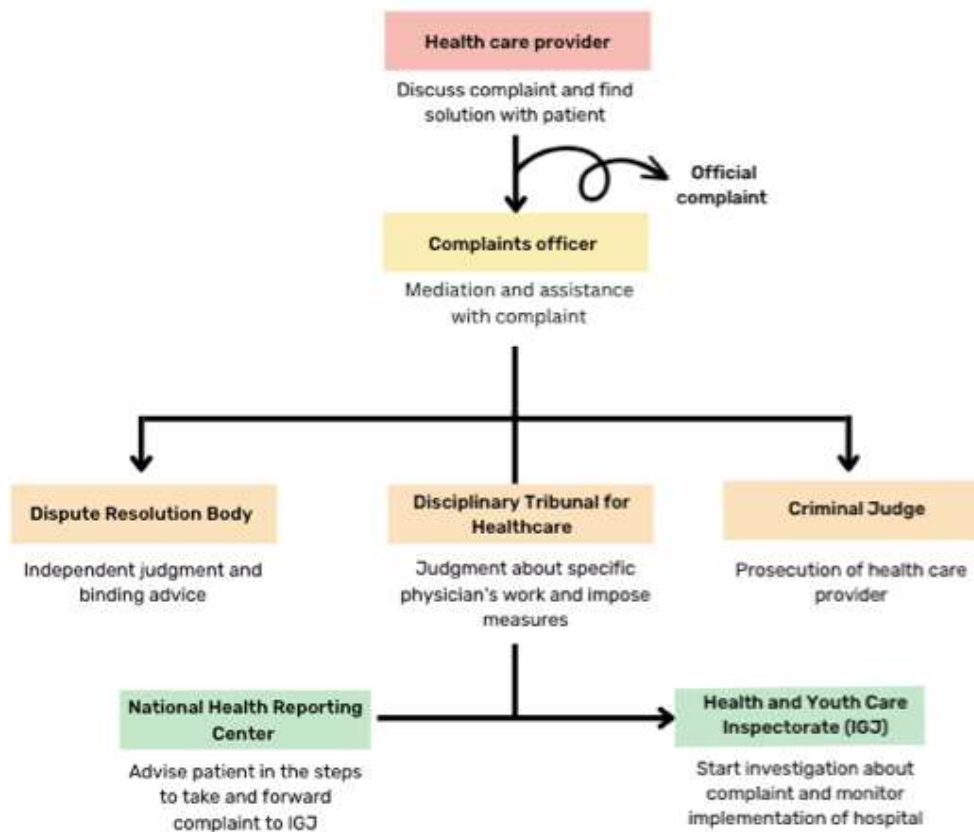 Health care provider
Discuss complaint and find
solution with patient
Official
complaint
Complaints officer
Mediation and assistance
with complaint
Dispute Resolution Body
Independent judgment and
binding advice
Disciplinary Tribunal for
Healthcare
Judgment about specific
physician's work and impose
measures
Criminal Judge
Prosecution of health care
provider
National Health Reporting
Center
Advise patient in the steps
to take and forward
complaint to IGJ
Health and Youth Care
Inspectorate (IGJ)
Start investigation about
complaint and monitor
implementation of hospital